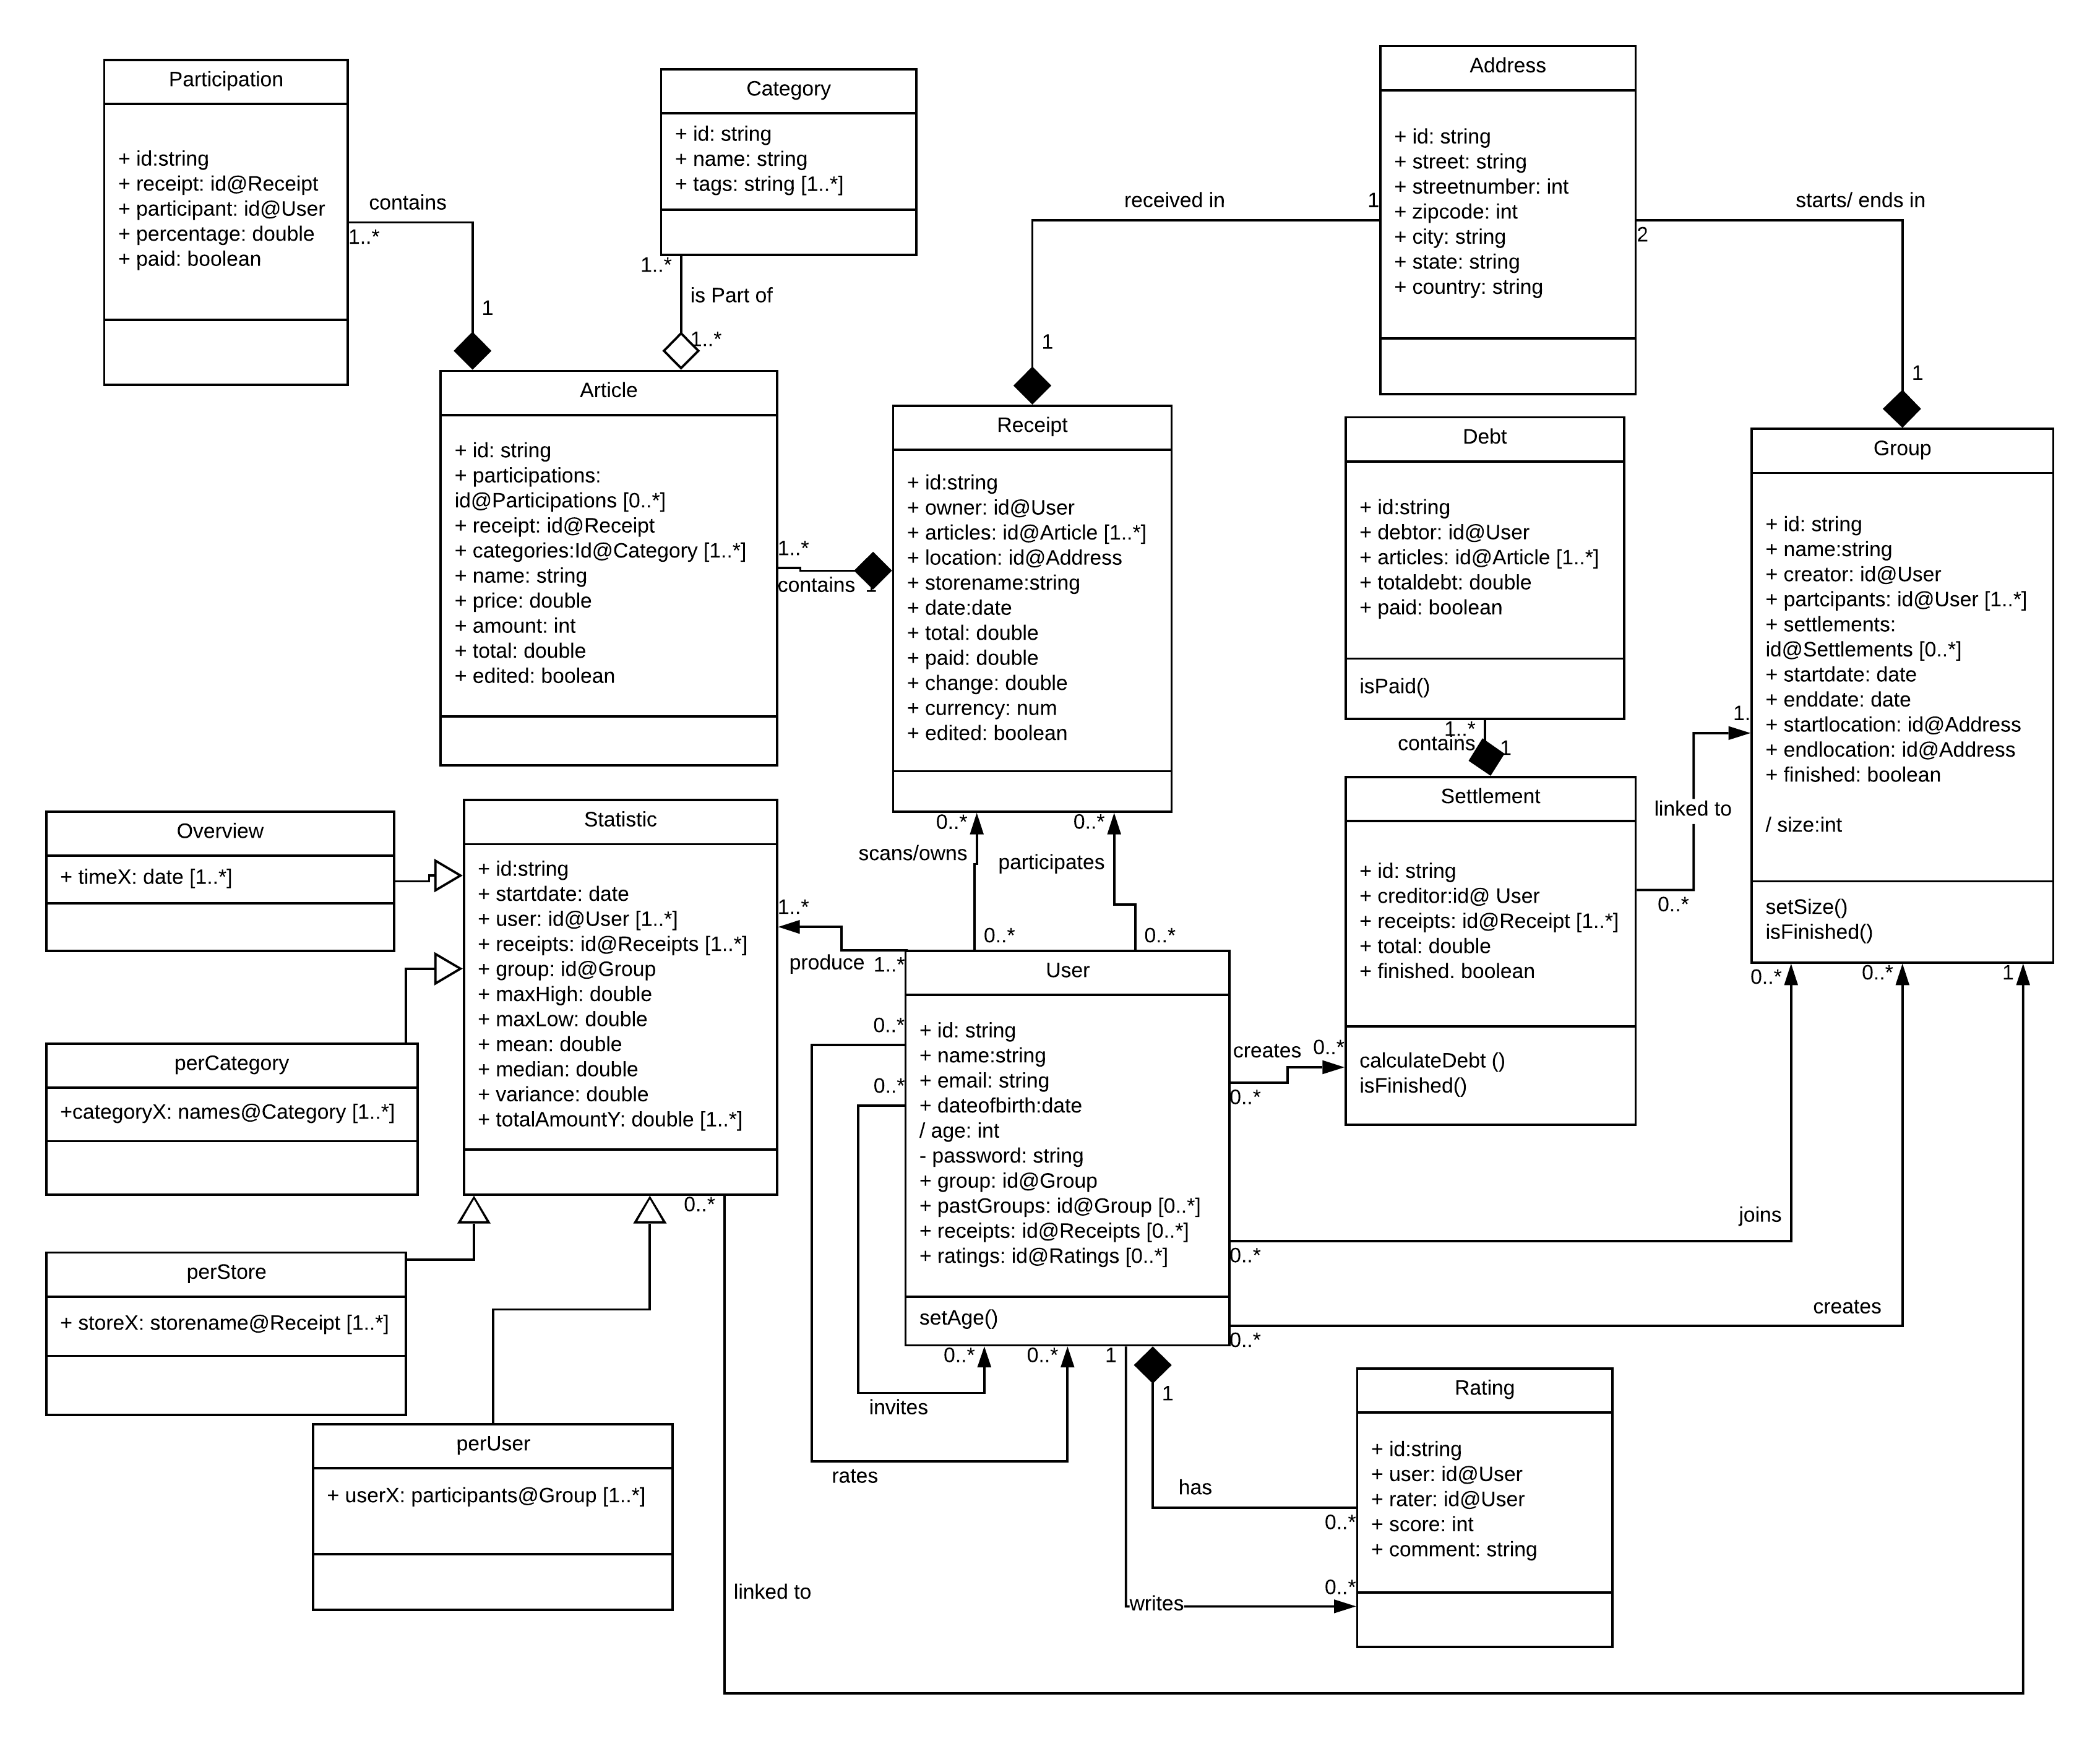 Participation
+ id:string
+ receipt: id@Receipt
+ participant: id@User
+ percentage: double
+ paid: boolean
contains
1..*
1
Category
+ id: string
+ name: string
+ tags: string [1..*]
1..*
is Part of
1..*
received in
1
1
Address
+ id: string
+ street: string
+ streetnumber: int
+ zipcode: int
+ city: string
+ state: string
+ country: string
starts/ ends in
2
1
Article
+ id: string
+ participations:
id@Participations [0..*]
+ receipt: id@Receipt
+ categories:Id@Category [1..*]
+ name: string
+ price: double
+ amount: int
+ total: double
+ edited: boolean
1..*
contains
1
Receipt
+ id:string
+ owner: id@User
+ articles: id@Article [1..*]
+ location: id@Address
+ storename:string
+ date:date
+ total: double
+ paid: double
+ change: double
+ currency: num
+ edited: boolean
Debt
+ id:string
+ debtor: id@User
+ articles: id@Article [1..*]
+ totaldebt: double
+ paid: boolean
isPaid()
1..*
contains
1
Group
+ id: string
+ name:string
+ creator: id@User
+ partcipants: id@User [1..*]
+ settlements:
id@Settlements [0..*]
+ startdate: date
+ enddate: date
+ startlocation: id@Address
+ endlocation: id@Address
+ finished: boolean
/ size:int
setSize()
isFinished()
1.
linked to
0..*
Settlement
+ id: string
+ creditor:id@ User
+ receipts: id@Receipt [1..*]
+ total: double
+ finished. boolean
calculateDebt ()
isFinished()
Overview
+ timeX: date [1..*]
Statistic
+ id:string
+ startdate: date
+ user: id@User [1..*]
+ receipts: id@Receipts [1..*]
+ group: id@Group
+ maxHigh: double
+ maxLow: double
+ mean: double
+ median: double
+ variance: double
+ totalAmountY: double [1..*]
0..*
scans/owns
0..*
0..*
participates
0..*
1..*
produce
1..*
User
+ id: string
+ name:string
+ email: string
+ dateofbirth:date
/ age: int
- password: string
+ group: id@Group
+ pastGroups: id@Group [0..*]
+ receipts: id@Receipts [0..*]
+ ratings: id@Ratings [0..*]
setAge()
0..*
0..*
creates
0..*
0..*
0..*
0..*
1
joins
0..*
creates
0..*
perCategory
+categoryX: names@Category [1..*]
0..*
perStore
+ storeX: storename@Receipt [1..*]
perUser
+ userX: participants@Group [1..*]
0..*
0..*
1
1
invites
rates
has
0..*
0..*
writes
linked to
Rating
+ id:string
+ user: id@User
+ rater: id@User
+ score: int
+ comment: string